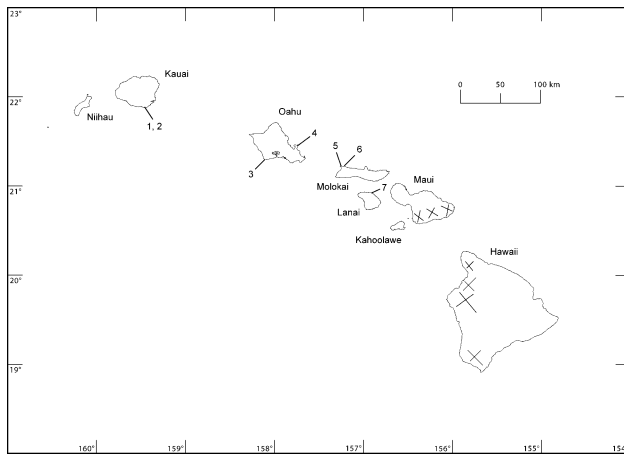 23°
Kauai
0 50 100 km
22°
Niihau
Oahu
1, 2
4
5 6
3
21°
Molokai
Maui
7
Lanai
Kahoolawe
Hawaii
20°
19°
160° 159° 158° 157° 156° 155° 154